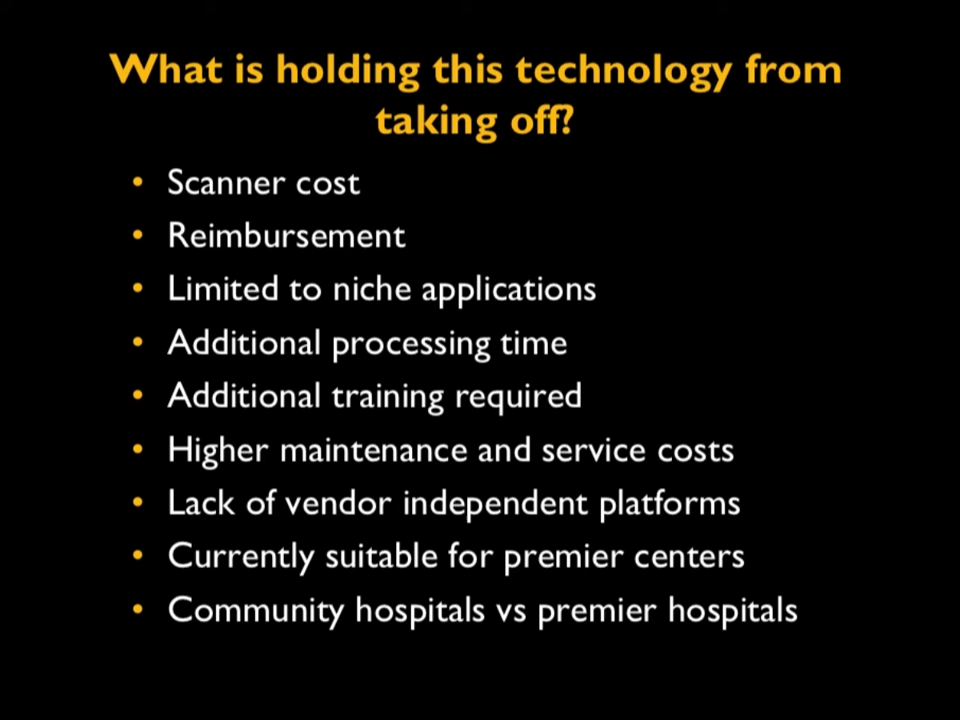 What is holding this technology from
taking off?
• Scanner cost
• Reimbursement
• Limited to niche applications
• Additional processing time
• Additional training required
• Higher maintenance and service costs
• Lack of vendor independent platforms
• Currently suitable for premier centers
• Community hospitals vs premier hospitals